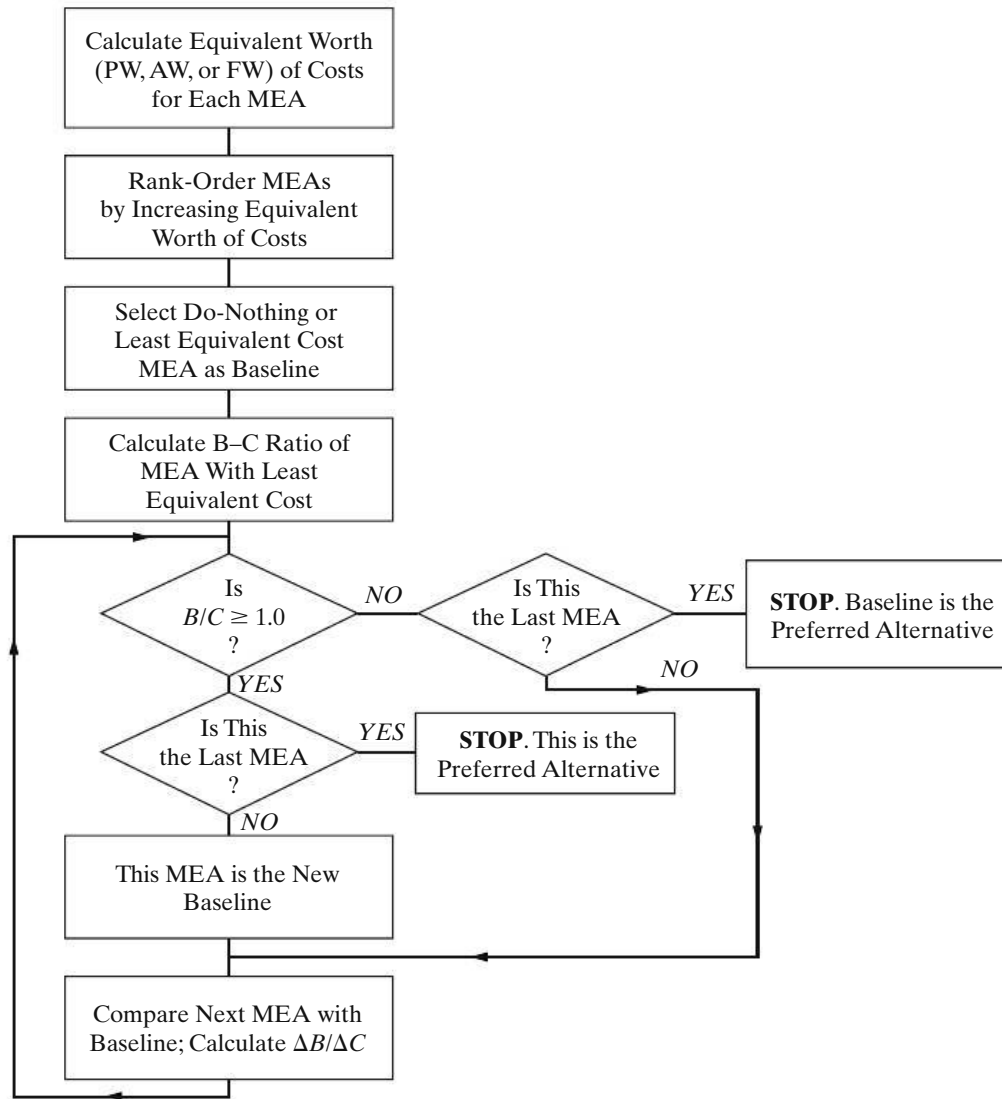 Calculate Equivalent Worth
(PW, AW, or FW) of Costs
for Each MEA
Rank-Order MEAs
by Increasing Equivalent
Worth of Costs
Select Do-Nothing or
Least Equivalent Cost
MEA as Baseline
Calculate B–C Ratio of
MEA With Least
Equivalent Cost
Is
B/C ≥ 1.0
?
NO
Is This
the Last MEA
?
YES
STOP. Baseline is the
Preferred Alternative
NO
YES
Is This
the Last MEA
?
YES
STOP. This is the
Preferred Alternative
NO
This MEA is the New
Baseline
Compare Next MEA with
Baseline; Calculate ΔB/ΔC